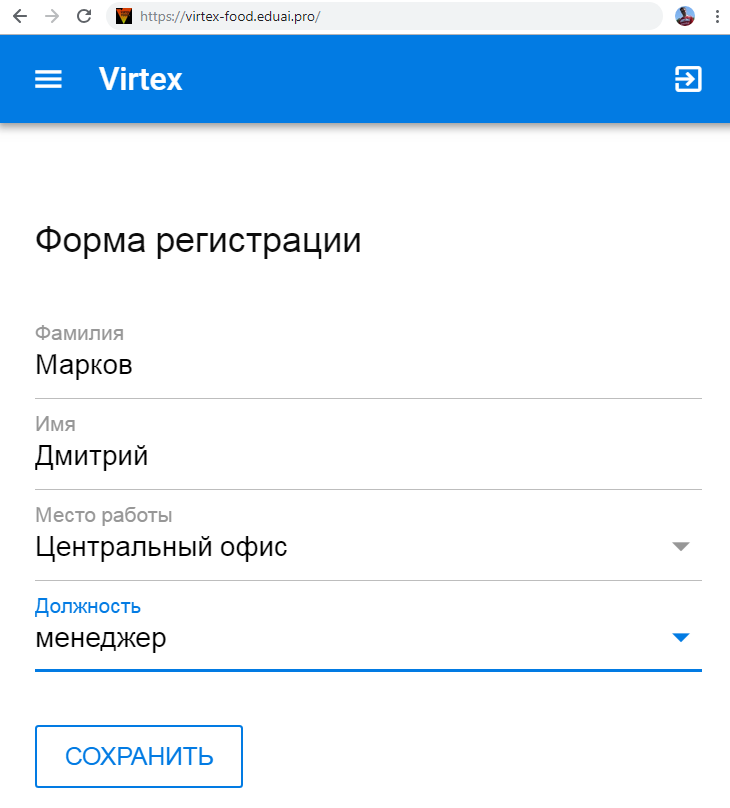 https://virtex-food.eduai.pro/
Virtex
Форма регистрации
Фамилия
Марков
Имя
Дмитрий
Место работы
Центральный офис
Должность
менеджер
СОХРАНИТЬ